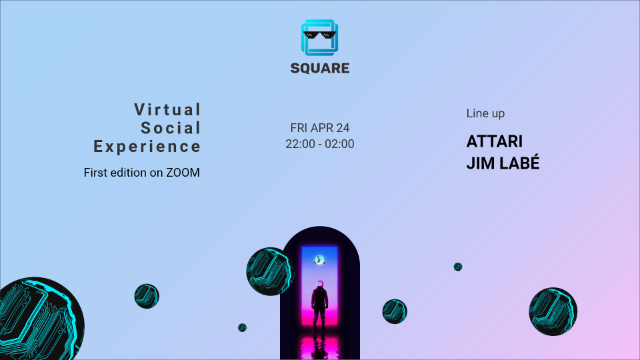 SQUARE
Virtual
Social
Experience
First edition on ZOOM
FRI APR 24
22:00 - 02:00
Line up
ATTARI
JIM LABÉ